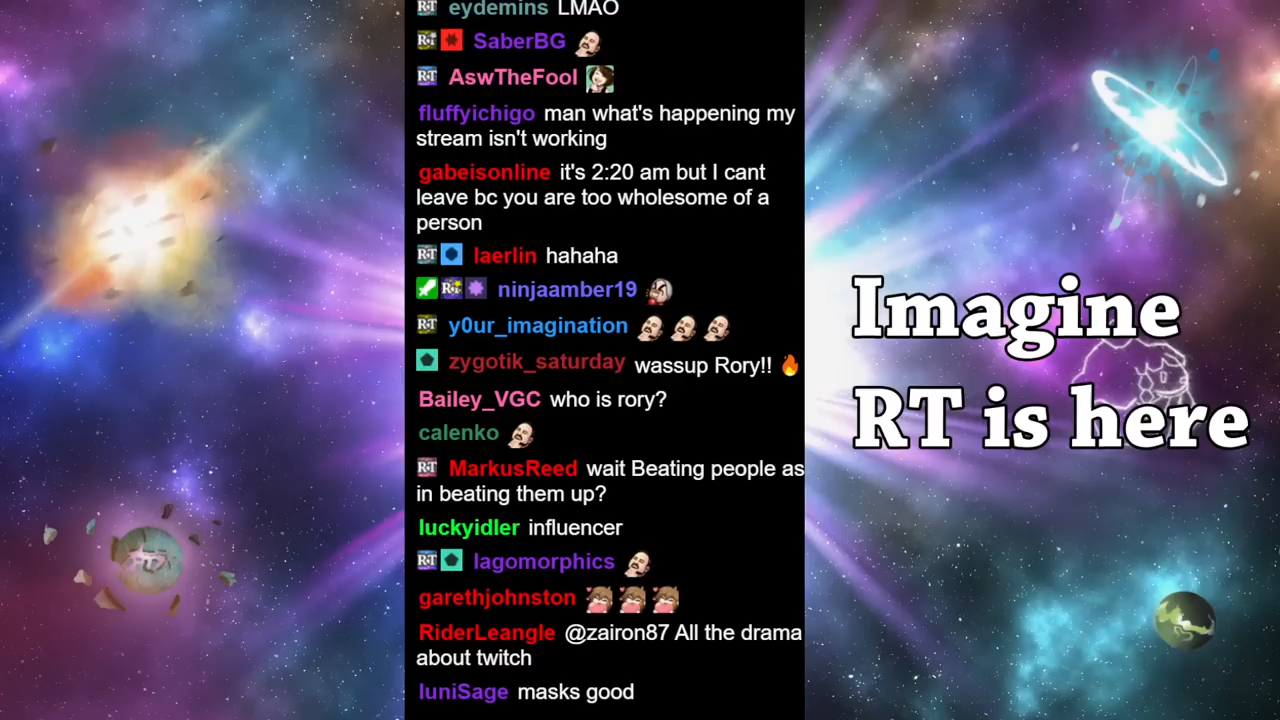 eydemins LMAO
SaberBG
AswTheFool
fluffyichigo man what's happening my
stream isn't working
gabeisonline it's 2:20 am but I cant
leave bc you are too wholesome of a
person
laerlin hahaha
ninjaamber19
y0ur_imagination
zygotik_saturday wassup Rory!! 🔥
Bailey_VGC who is rory?
calenko
MarkusReed wait Beating people as
in beating them up?
luckyidler influencer
lagomorphics
garethjohnston
RiderLeangle @zairon87 All the drama
about twitch
luniSage masks good
Imagine
RT is here